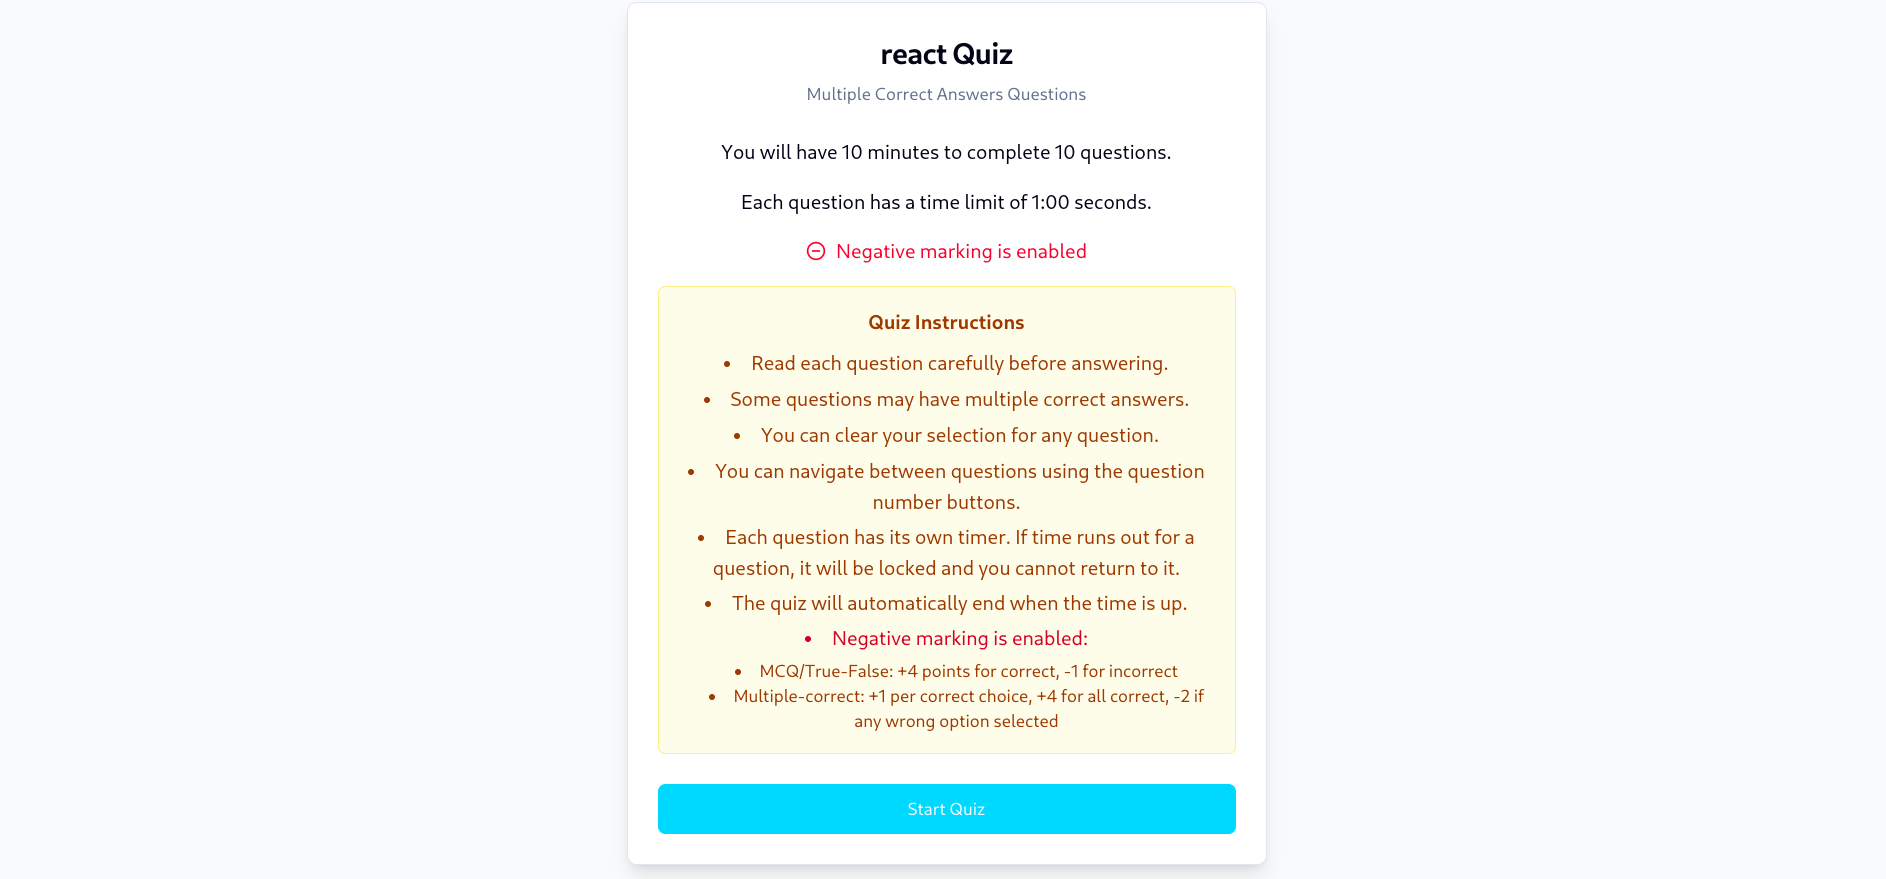 react Quiz
Multiple Correct Answers Questions
You will have 10 minutes to complete 10 questions.
Each question has a time limit of 1:00 seconds.
Negative marking is enabled
Quiz Instructions
• Read each question carefully before answering.
• Some questions may have multiple correct answers.
• You can clear your selection for any question.
• You can navigate between questions using the question
number buttons.
• Each question has its own timer. If time runs out for a
question, it will be locked and you cannot return to it.
• The quiz will automatically end when the time is up.
• Negative marking is enabled:
• MCQ/True-False: +4 points for correct, -1 for incorrect
• Multiple-correct: +1 per correct choice, +4 for all correct, -2 if
any wrong option selected
Start Quiz